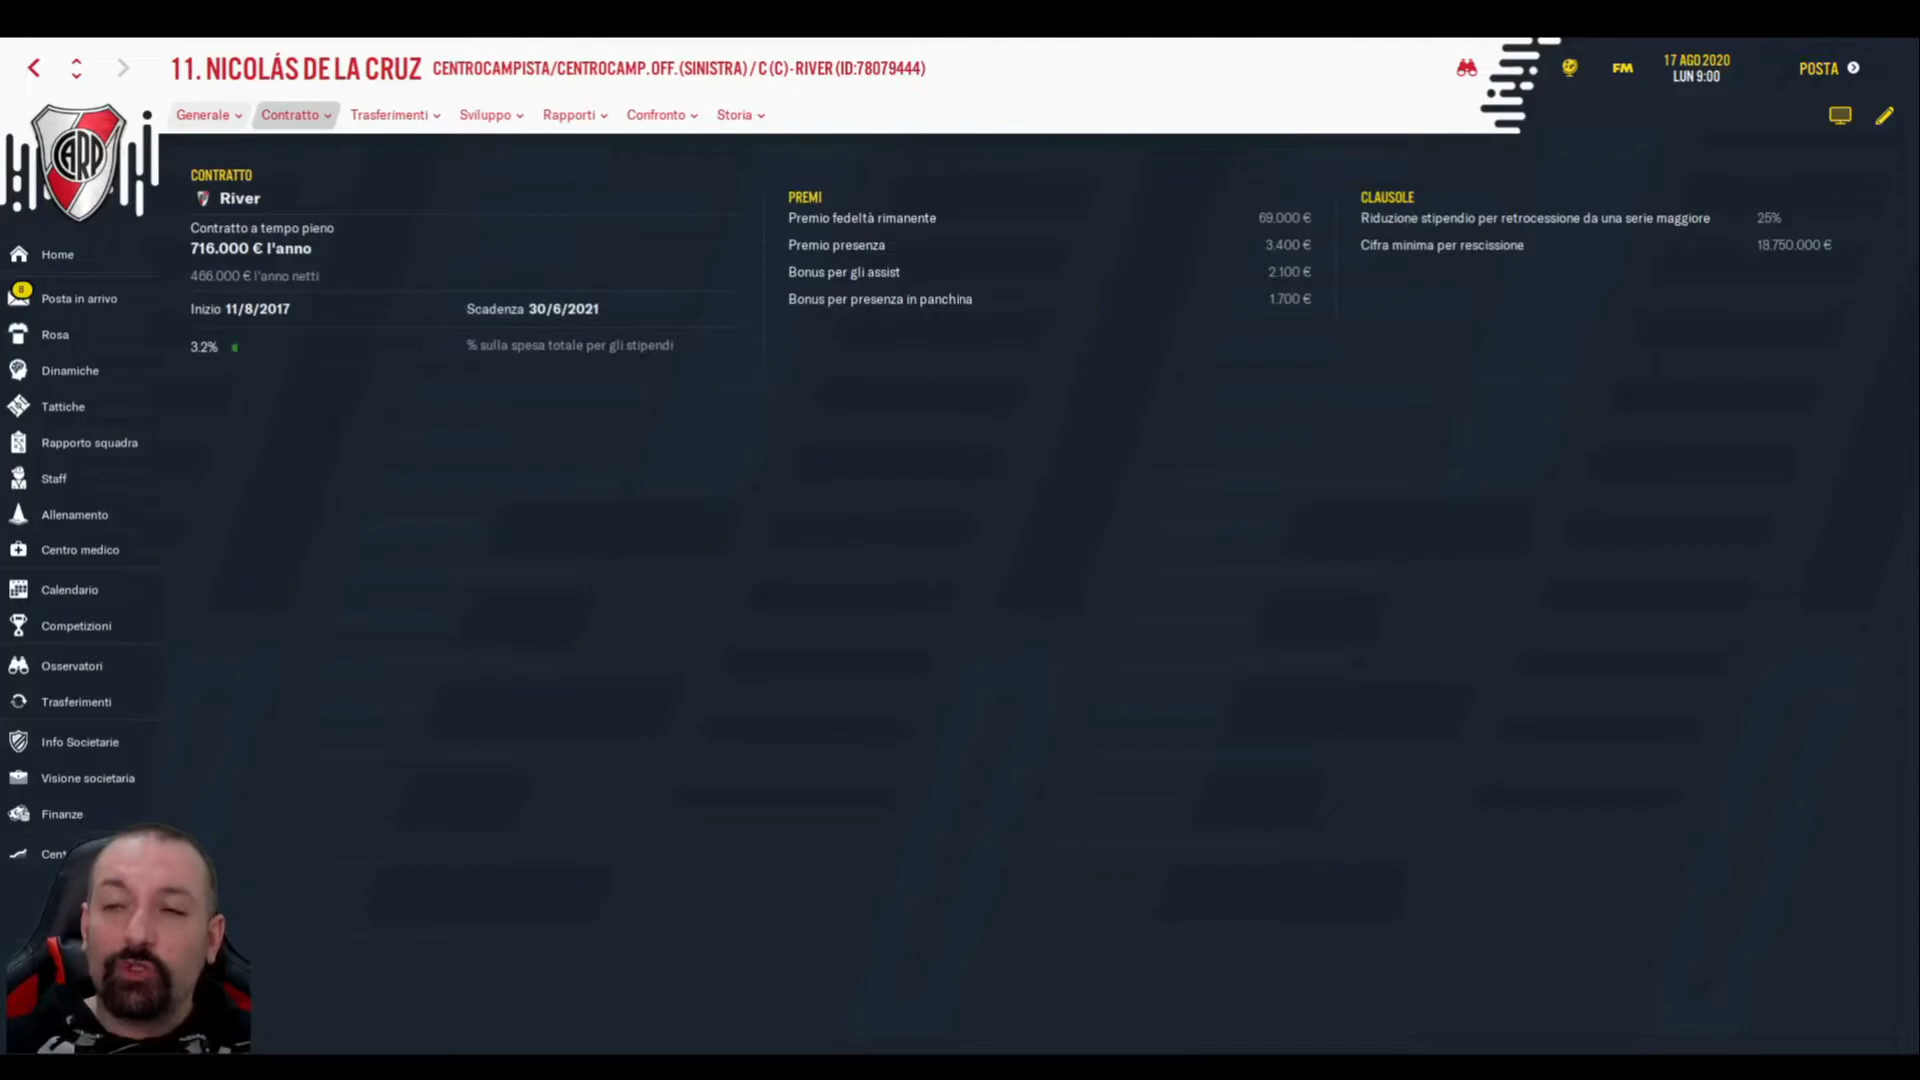 11. NICOLÁS DE LA CRUZ CENTROCAMPISTA/CENTROCAMP. OFF. (SINISTRA) / C (C) - RIVER (ID:78079444)
FM
17 AGO 2020
LUN 9:00
POSTA
Generale
Contratto
Trasferimenti
Sviluppo
Rapporti
Confronto
Storia
CARP
Home
8
Posta in arrivo
Rosa
Dinamiche
Tattiche
Rapporto squadra
Staff
Allenamento
Centro medico
Calendario
Competizioni
Osservatori
Trasferimenti
Info Societarie
Visione societaria
Finanze
Cent
CONTRATTO
River
Contratto a tempo pieno
716.000 € l'anno
466.000 € l'anno netti
Inizio 11/8/2017
Scadenza 30/6/2021
3.2%
% sulla spesa totale per gli stipendi
PREMI
Premio fedeltà rimanente 69.000 €
Premio presenza 3.400 €
Bonus per gli assist 2.100 €
Bonus per presenza in panchina 1.700 €
CLAUSOLE
Riduzione stipendio per retrocessione da una serie maggiore 25%
Cifra minima per rescissione 18.750.000 €